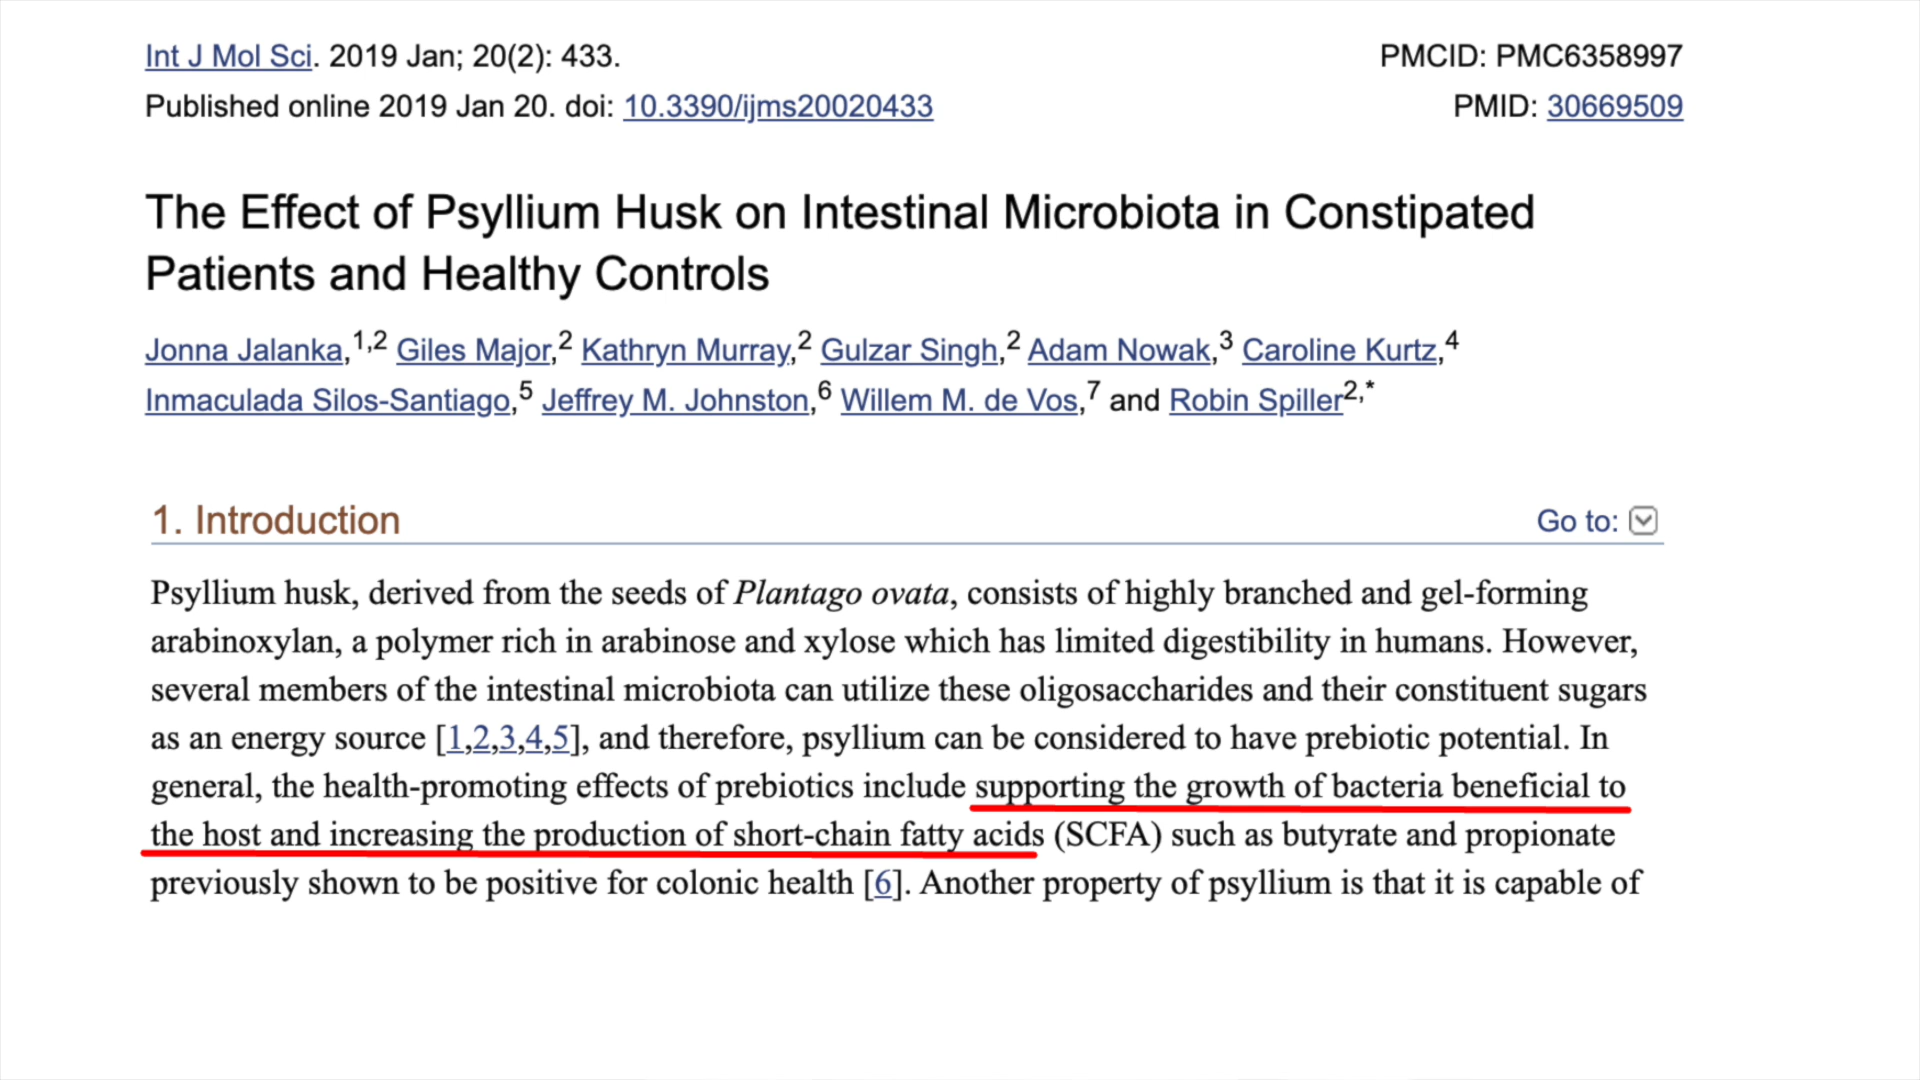 Int J Mol Sci. 2019 Jan; 20(2): 433.
PMCID: PMC6358997
Published online 2019 Jan 20. doi: 10.3390/ijms20020433
PMID: 30669509
The Effect of Psyllium Husk on Intestinal Microbiota in Constipated
Patients and Healthy Controls
Jonna Jalanka,1,2 Giles Major,2 Kathryn Murray,2 Gulzar Singh,2 Adam Nowak,3 Caroline Kurtz,4
Inmaculada Silos-Santiago,5 Jeffrey M. Johnston,6 Willem M. de Vos,7 and Robin Spiller2,*
1. Introduction
Go to:
Psyllium husk, derived from the seeds of Plantago ovata, consists of highly branched and gel-forming
arabinoxylan, a polymer rich in arabinose and xylose which has limited digestibility in humans. However,
several members of the intestinal microbiota can utilize these oligosaccharides and their constituent sugars
as an energy source [1,2,3,4,5], and therefore, psyllium can be considered to have prebiotic potential. In
general, the health-promoting effects of prebiotics include supporting the growth of bacteria beneficial to
the host and increasing the production of short-chain fatty acids (SCFA) such as butyrate and propionate
previously shown to be positive for colonic health [6]. Another property of psyllium is that it is capable of